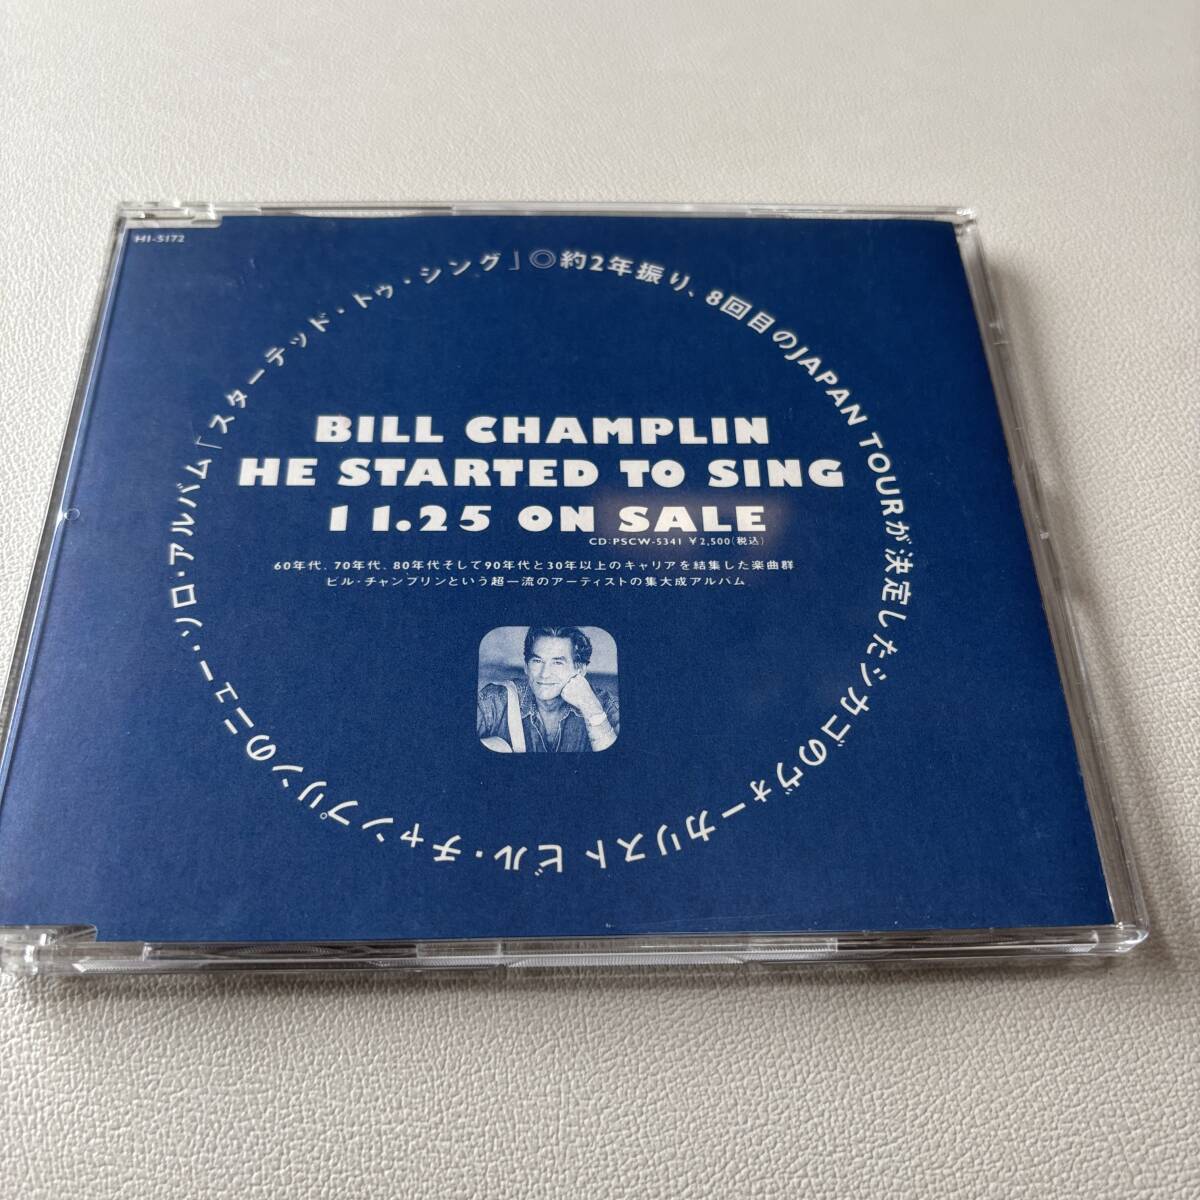 HI-5172
◎約2年振り、8回目のJAPAN TOURが決定したシカゴのヴォーカリスト ビル・チャンプリンのニュー・ソロ・アルバム「スターテッド・トゥ・シング」
BILL CHAMPLIN
HE STARTED TO SING
11.25 ON SALE
CD:PSCW-5341 ¥2,500(税込)
60年代、70年代、80年代そして90年代と30年以上のキャリアを結集した楽曲群
ビル・チャンプリンという超一流のアーティストの集大成アルバム